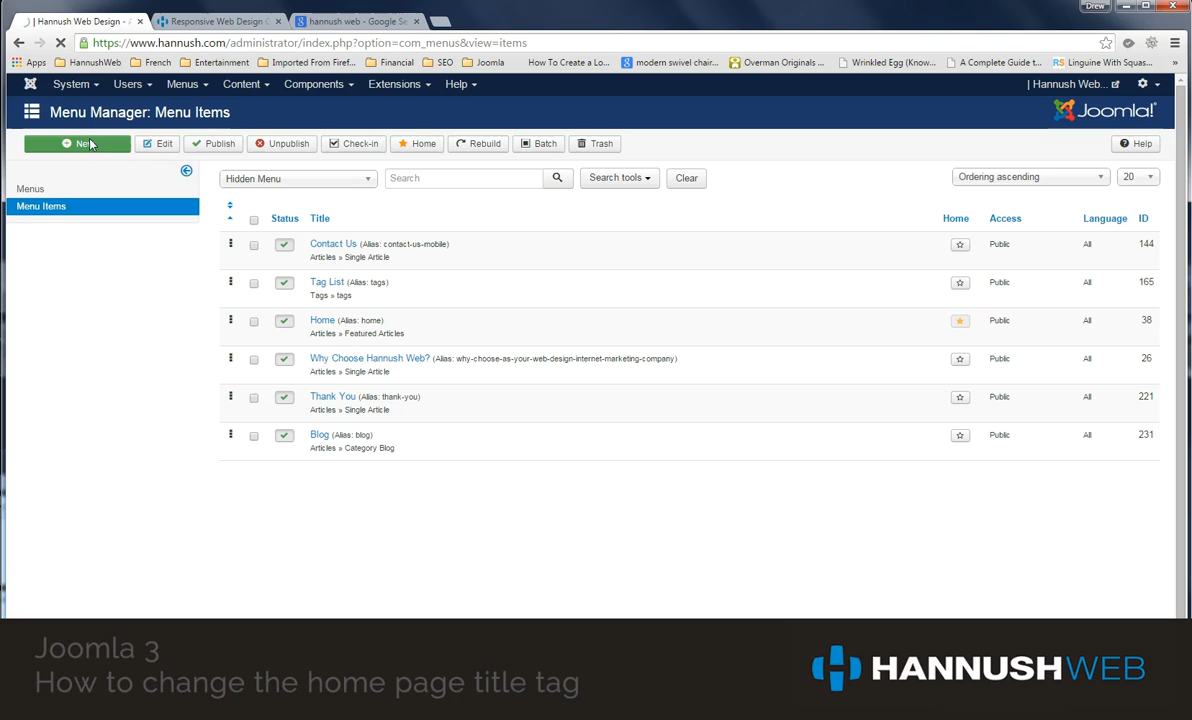 Drew
| Hannush Web Design - A
Responsive Web Design C
hannush web - Google Se
https://www.hannush.com/administrator/index.php?option=com_menus&view=items
Apps HannushWeb French Entertainment Imported From Firef... Financial SEO Joomla How To Create a Lo... modern swivel chair... Overman Originals ... Wrinkled Egg (Know... A Complete Guide t... Linguine With Squas... »
System Users Menus Content Components Extensions Help | Hannush Web...
Menu Manager: Menu Items
Joomla!®
New Edit Publish Unpublish Check-in Home Rebuild Batch Trash Help
Menus
Menu Items
Hidden Menu Search Search tools Clear Ordering ascending 20
Status Title Home Access Language ID
Contact Us (Alias: contact-us-mobile) Public All 144
Articles » Single Article
Tag List (Alias: tags) Public All 165
Tags » tags
Home (Alias: home) Public All 38
Articles » Featured Articles
Why Choose Hannush Web? (Alias: why-choose-as-your-web-design-internet-marketing-company) Public All 26
Articles » Single Article
Thank You (Alias: thank-you) Public All 221
Articles » Single Article
Blog (Alias: blog) Public All 231
Articles » Category Blog
Joomla 3
How to change the home page title tag
HANNUSHWEB